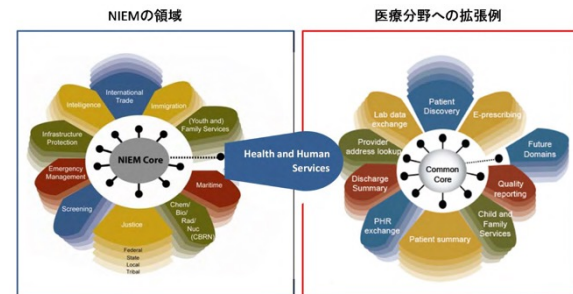 NIEMの領域
International
Trade
Intelligence
Immigration
Infrastructure
Protection
(Youth and)
Family Services
NIEM Core
Emergency
Management
Maritime
Screening
Chem/
Bio/
Rad/
Nuc
(CBRN)
Justice
Federal
State
Local
Tribal
Health and Human
Services
医療分野への拡張例
Patient
Discovery
Lab data
exchange
E-prescribing
Provider
address lookup
Future
Domains
Common
Core
Discharge
Summary
Quality
reporting
PHR
exchange
Child and
Family
Services
Patient summary